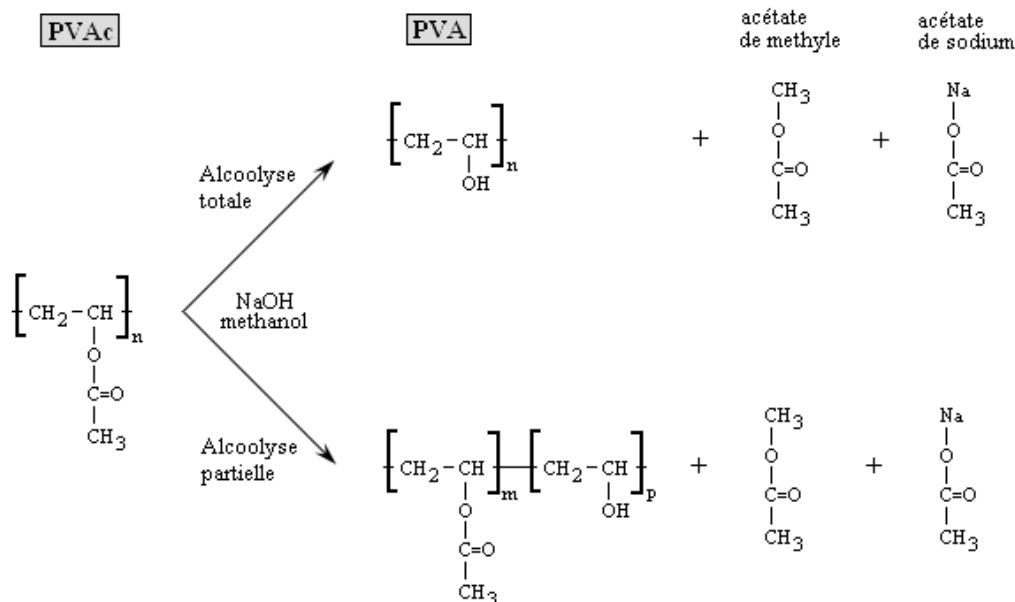 PVAc
PVA
acétate
de methyle
acétate
de sodium
CH3
Na
O
O
CH2 CH n
OH
+
C=O
+
C=O
CH3
CH3
Alcoolyse
totale
NaOH
methanol
CH2 CH n
O
C=O
CH3
Alcoolyse
partielle
CH3
Na
O
O
CH2 CH m CH2 CH p
O
OH
+
C=O
+
C=O
C=O
CH3
CH3
CH3